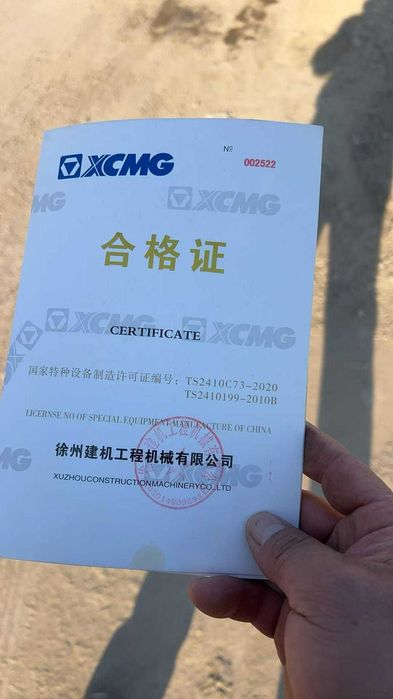 XCMG
№
002522
XCMG
XCMG
合格证
XCMG
XCMG
CERTIFICATE
国家特种设备制造许可证编号：TS2410C73-2020
TS2410199-2010B
LICERNSE NO OF SPECIAL EQUIPMENT MANUFACTURE OF CHINA
徐州建机工程机械有限公司
XUZHOUCONSTRUCTIONMACHINERYCO.,LTD